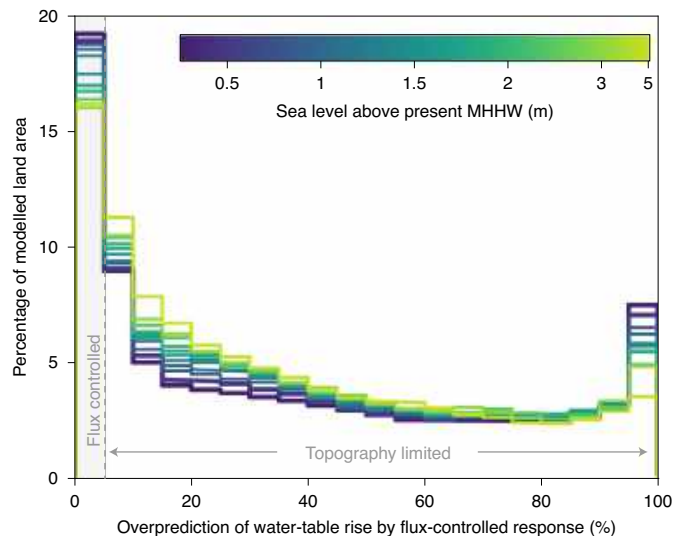 20
15
10
5
0
Percentage of modelled land area
0.5 1 1.5 2 3 5
Sea level above present MHHW (m)
Flux controlled
Topography limited
0 20 40 60 80 100
Overprediction of water-table rise by flux-controlled response (%)